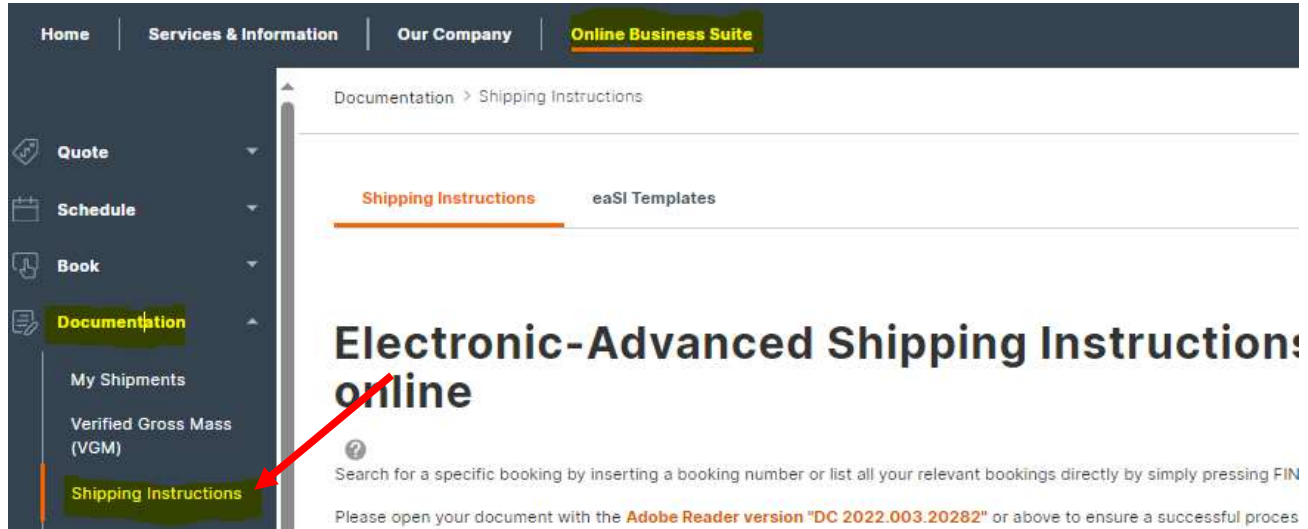 Home
Services & Information
Our Company
Online Business Suite
Documentation > Shipping Instructions
Quote
Schedule
Book
Documentation
My Shipments
Verified Gross Mass
(VGM)
Shipping Instructions
Shipping Instructions
eaSI Templates
Electronic-Advanced Shipping Instructions
online
Search for a specific booking by inserting a booking number or list all your relevant bookings directly by simply pressing FIN
Please open your document with the Adobe Reader version "DC 2022.003.20282" or above to ensure a successful proces